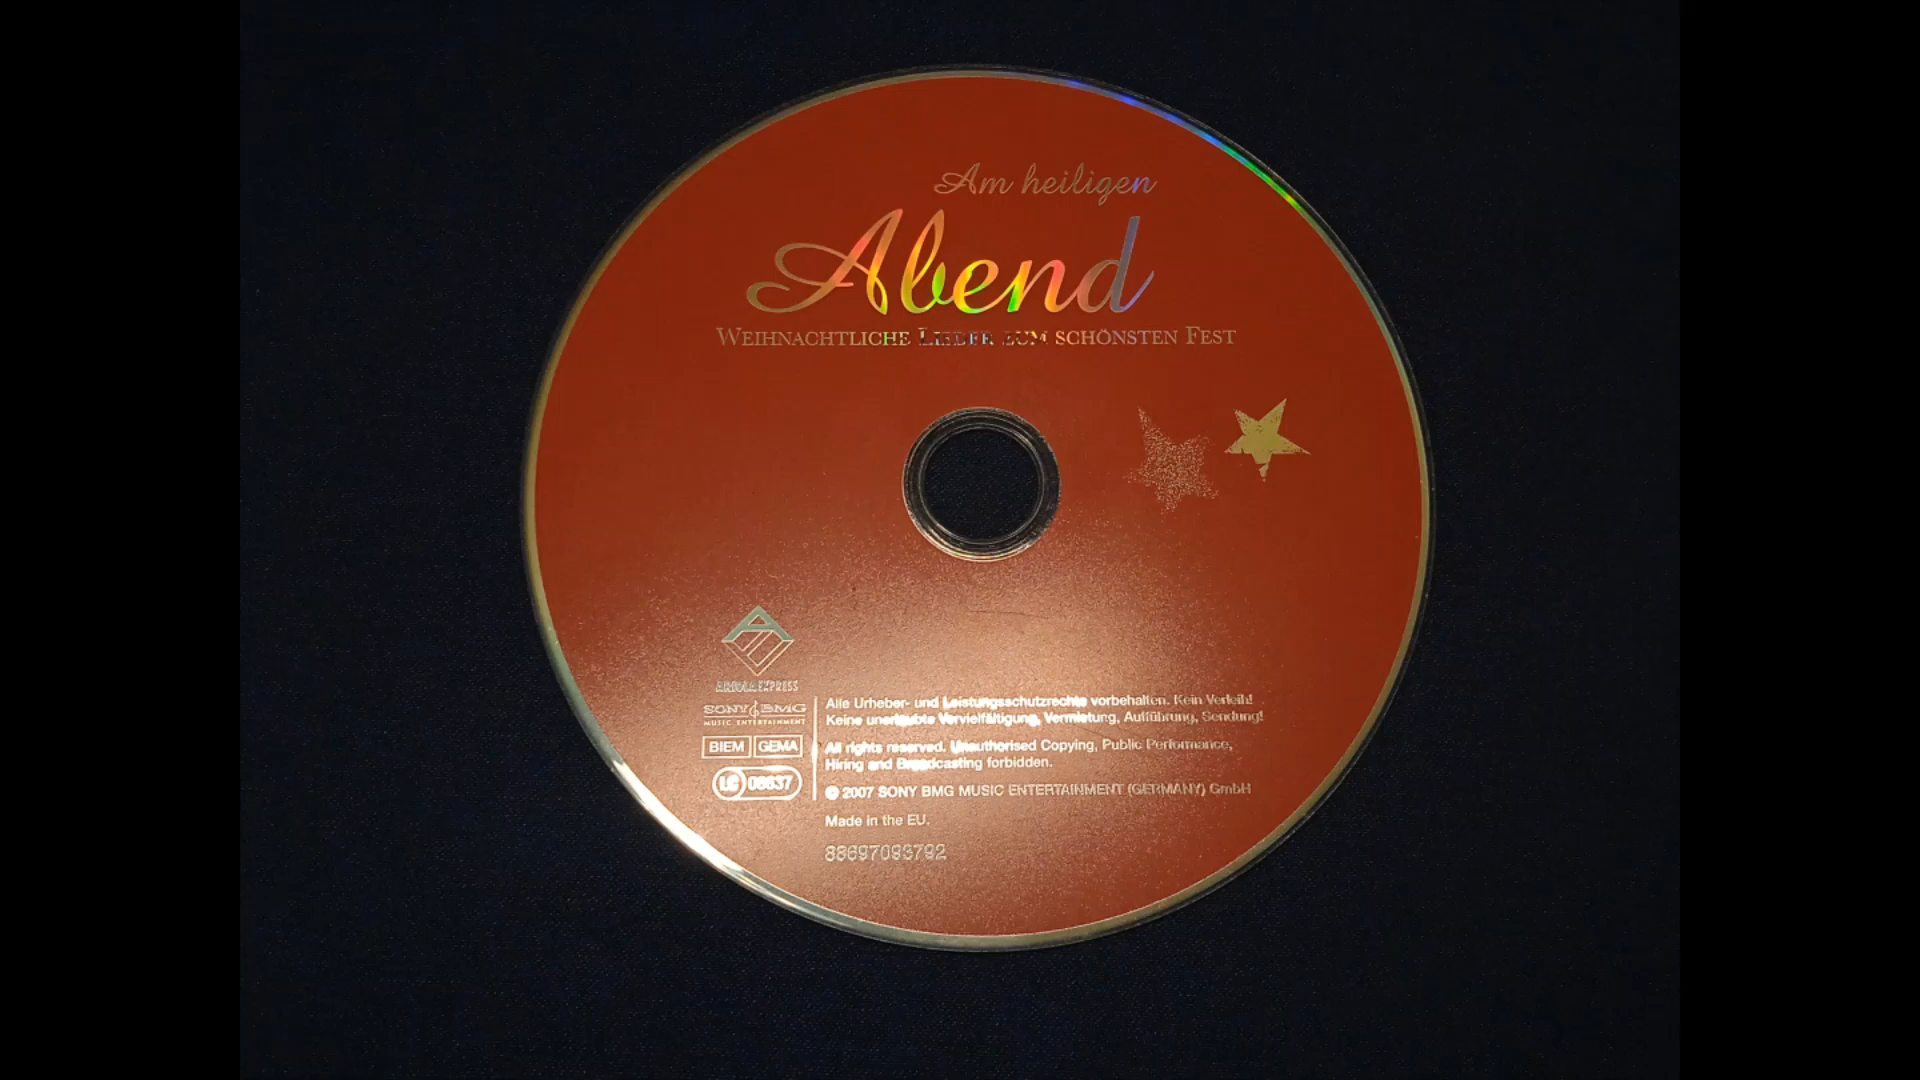 Am heiligen
Abend
WEIHNACHTLICHE LIEDER ZUM SCHÖNSTEN FEST
ARIOLA EXPRESS
SONY BMG
MUSIC ENTERTAINMENT
BIEM GEMA
LC 08637
Alle Urheber- und Leistungsschutzrechte vorbehalten. Kein Verleih!
Keine unerlaubte Vervielfältigung, Vermietung, Aufführung, Sendung!
All rights reserved. Unauthorised Copying, Public Performance,
Hiring and Broadcasting forbidden.
℗ 2007 SONY BMG MUSIC ENTERTAINMENT (GERMANY) GmbH
Made in the EU.
88697093792